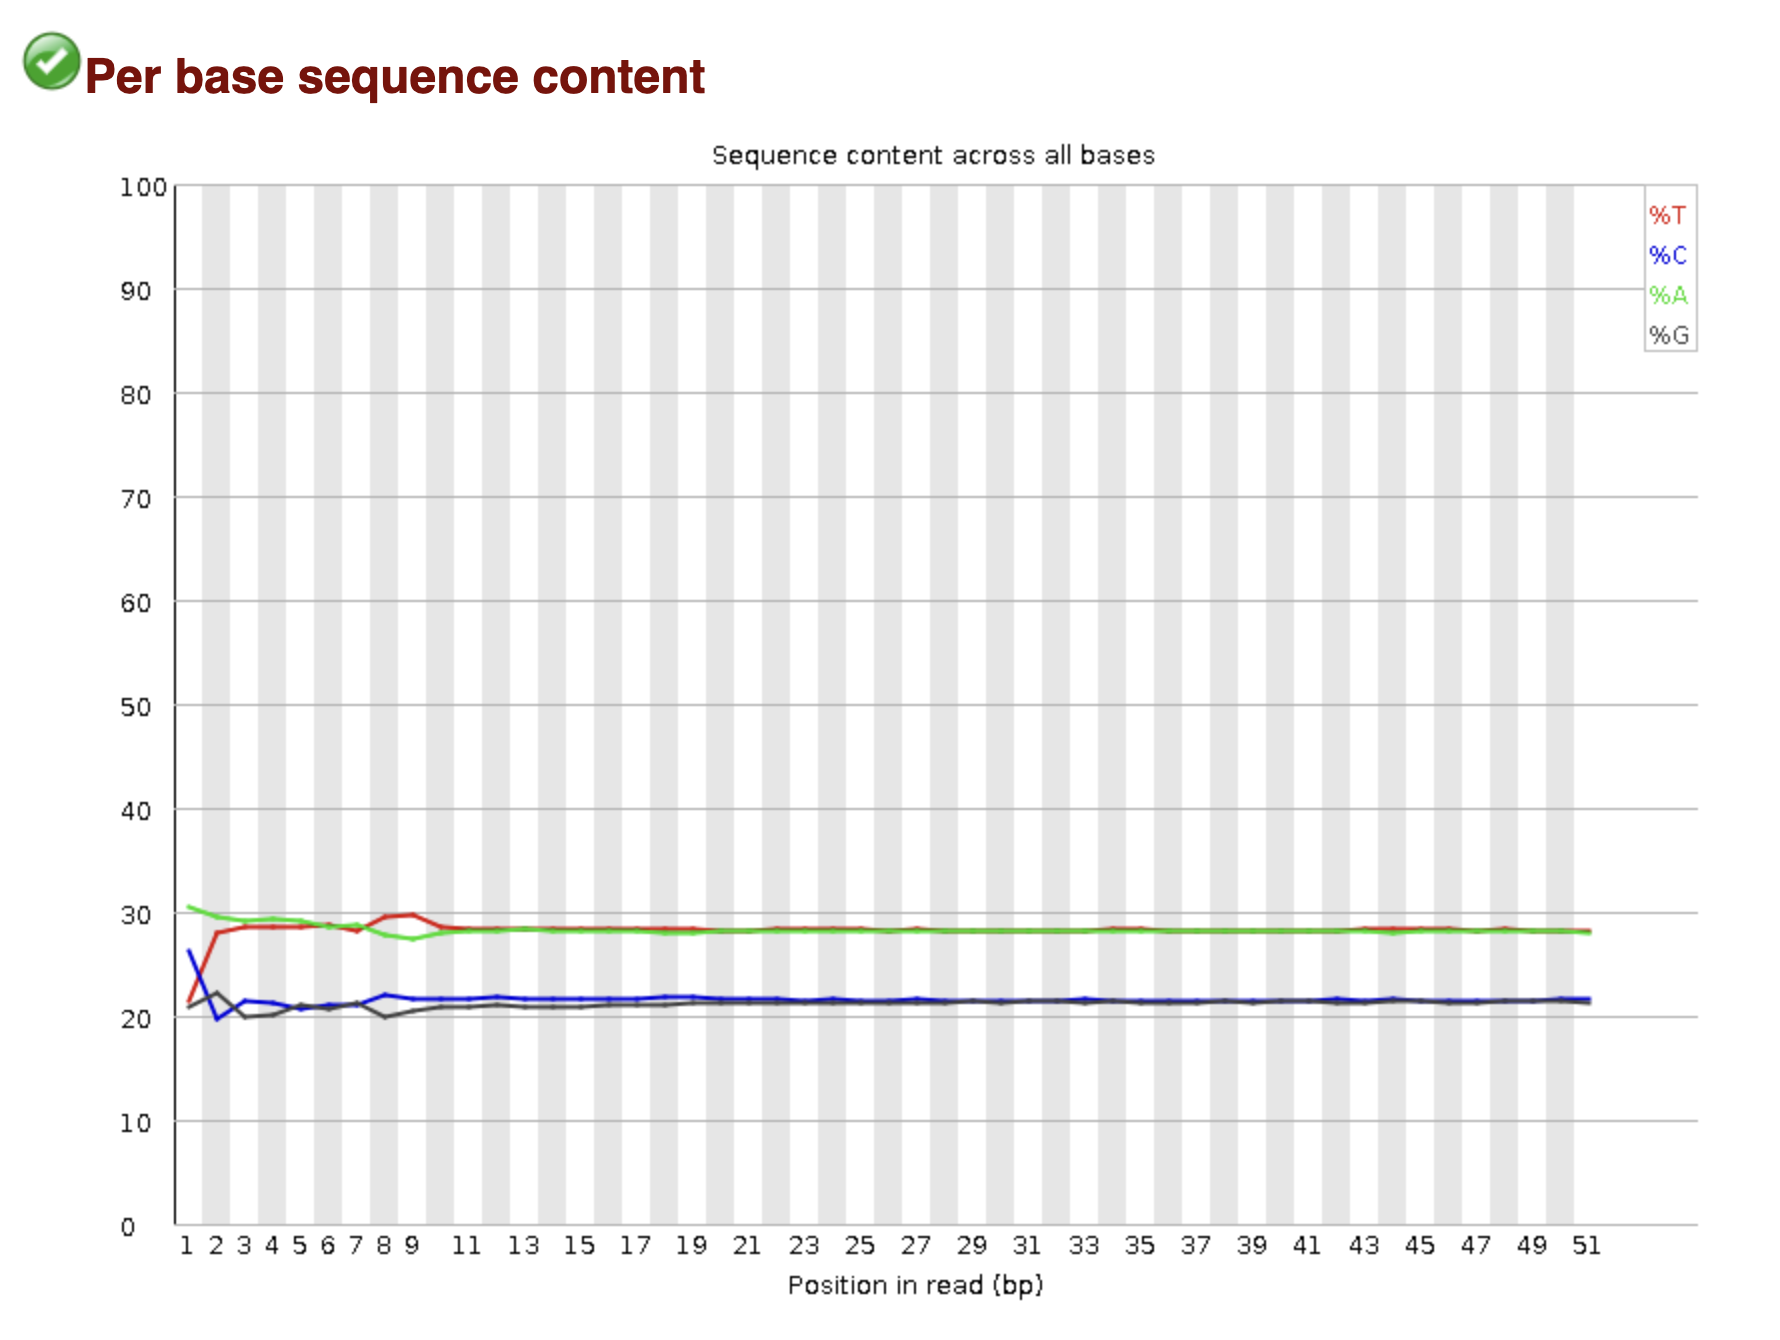 Per base sequence content
Sequence content across all bases
%T
%C
%A
%G
100
90
80
70
60
50
40
30
20
10
0
1 2 3 4 5 6 7 8 9 11 13 15 17 19 21 23 25 27 29 31 33 35 37 39 41 43 45 47 49 51
Position in read (bp)